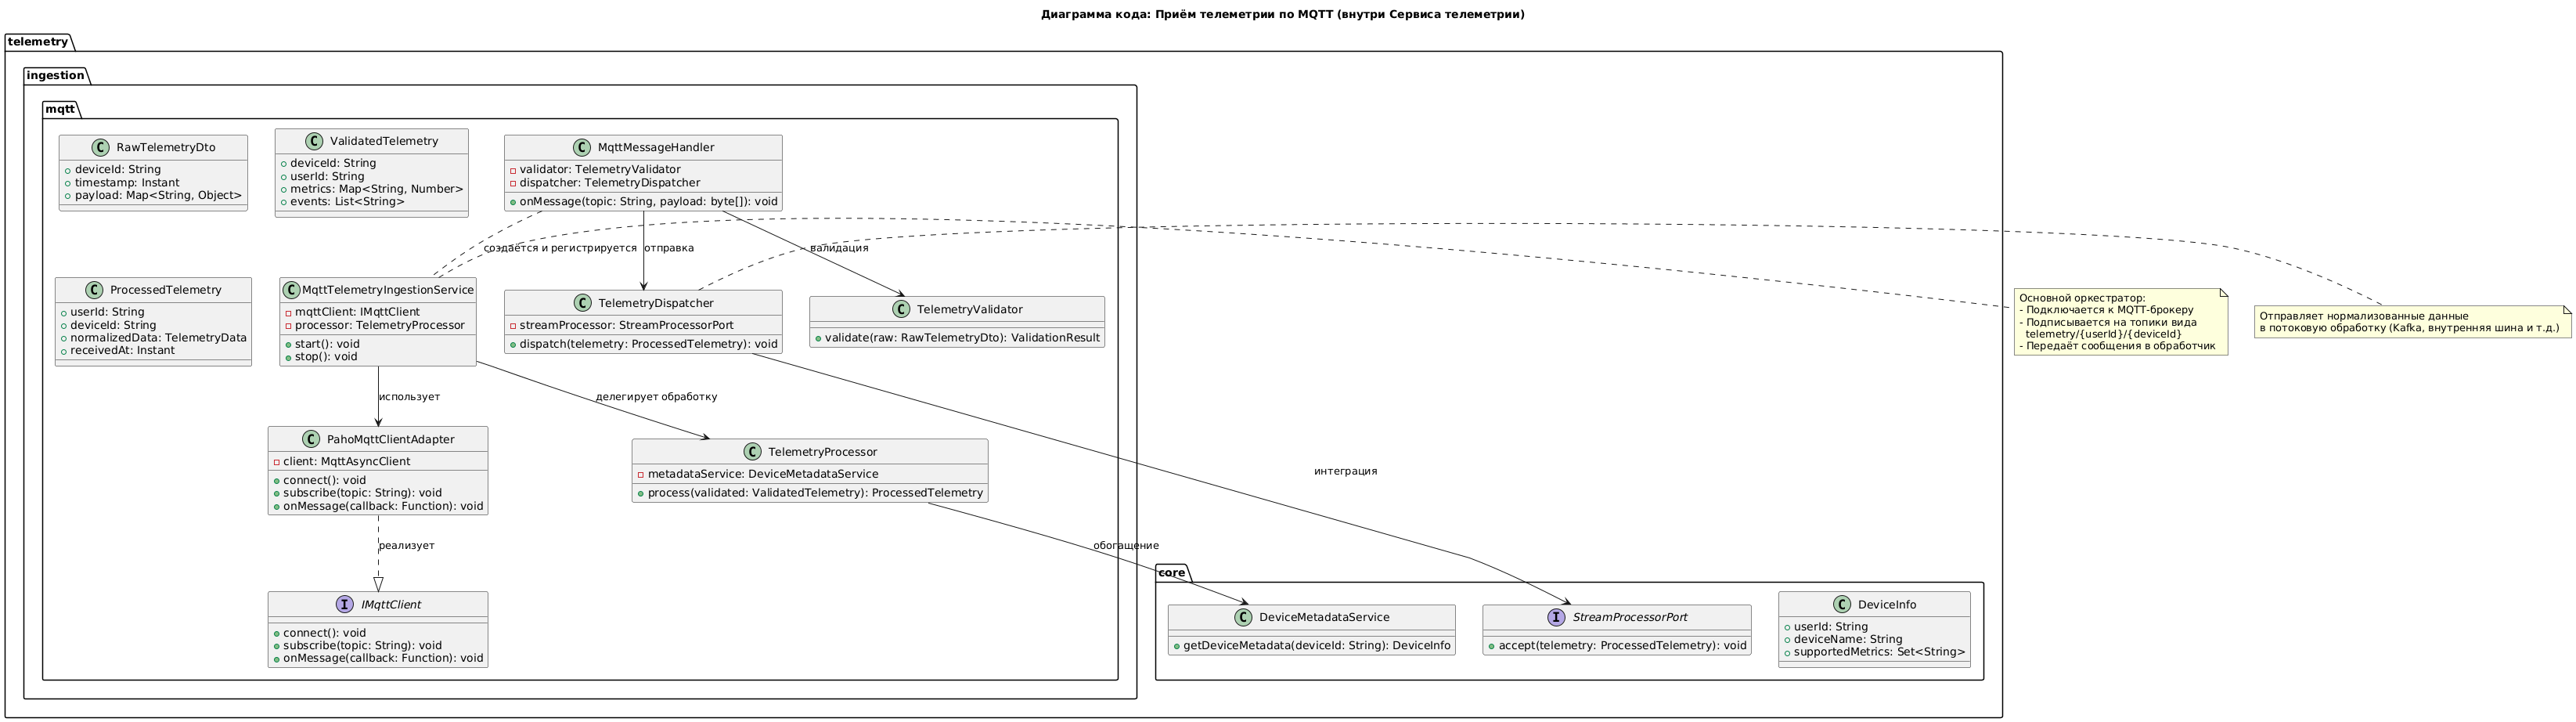 Диаграмма кода: Приём телеметрии по MQTT (внутри Сервиса телеметрии)
telemetry
ingestion
mqtt
C RawTelemetryDto
deviceId: String
timestamp: Instant
payload: Map<String, Object>
C ValidatedTelemetry
deviceId: String
userId: String
metrics: Map<String, Number>
events: List<String>
C MqttMessageHandler
validator: TelemetryValidator
dispatcher: TelemetryDispatcher
onMessage(topic: String, payload: byte[]): void
создаётся и регистрируется
отправка
валидация
C ProcessedTelemetry
userId: String
deviceId: String
normalizedData: TelemetryData
receivedAt: Instant
C MqttTelemetryIngestionService
mqttClient: IMqttClient
processor: TelemetryProcessor
start(): void
stop(): void
C TelemetryDispatcher
streamProcessor: StreamProcessorPort
dispatch(telemetry: ProcessedTelemetry): void
C TelemetryValidator
validate(raw: RawTelemetryDto): ValidationResult
Основной оркестратор:
- Подключается к MQTT-брокеру
- Подписывается на топики вида
telemetry/{userId}/{deviceId}
- Передаёт сообщения в обработчик
Отправляет нормализованные данные
в потоковую обработку (Kafka, внутренняя шина и т.д.)
использует
делегирует обработку
C PahoMqttClientAdapter
client: MqttAsyncClient
connect(): void
subscribe(topic: String): void
onMessage(callback: Function): void
C TelemetryProcessor
metadataService: DeviceMetadataService
process(validated: ValidatedTelemetry): ProcessedTelemetry
интеграция
реализует
обогащение
I IMqttClient
connect(): void
subscribe(topic: String): void
onMessage(callback: Function): void
core
C DeviceMetadataService
getDeviceMetadata(deviceId: String): DeviceInfo
I StreamProcessorPort
accept(telemetry: ProcessedTelemetry): void
C DeviceInfo
userId: String
deviceName: String
supportedMetrics: Set<String>